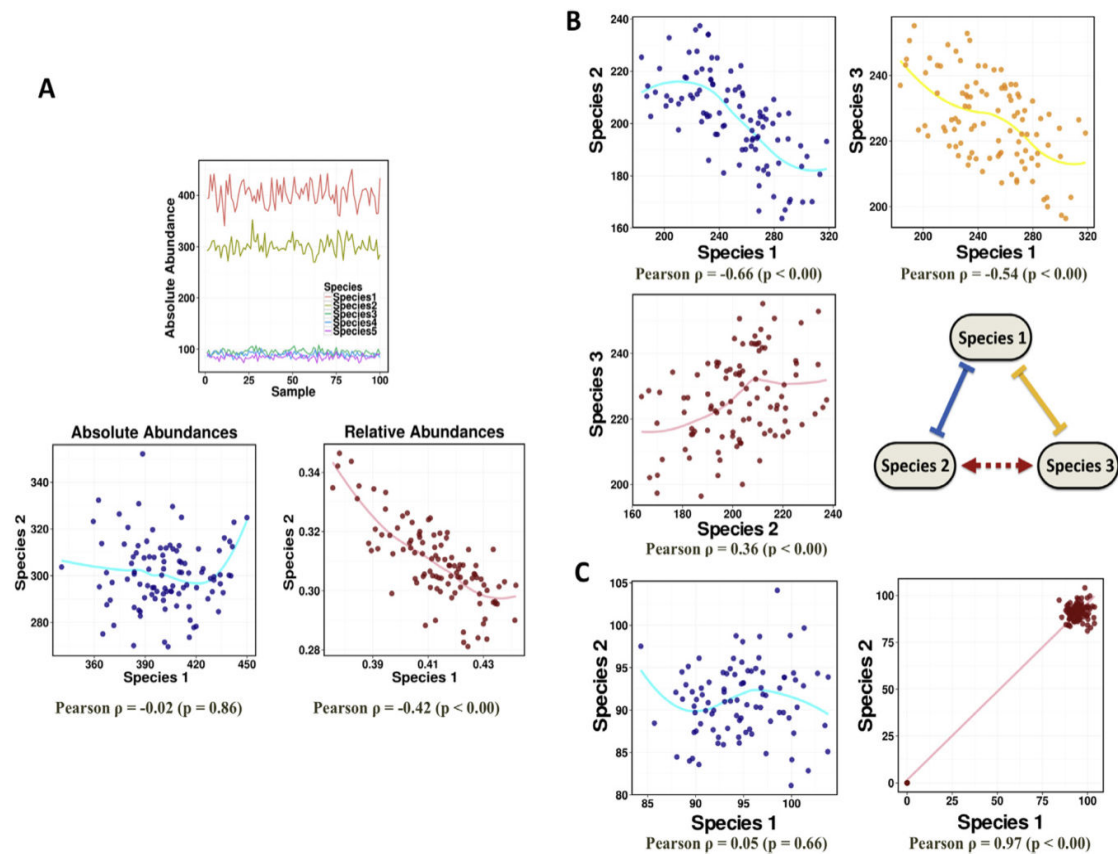 A
Absolute Abundance
400
300
200
100
0 25 50 75 100
Sample
Species
Species1
Species2
Species3
Species4
Species5
Absolute Abundances
Species 2
340
320
300
280
360 390 420 450
Species 1
Pearson ρ = -0.02 (p = 0.86)
Relative Abundances
Species 2
0.34
0.32
0.30
0.28
0.39 0.41 0.43
Species 1
Pearson ρ = -0.42 (p < 0.00)
B
Species 2
240
220
200
180
160
200 240 280 320
Species 1
Pearson ρ = -0.66 (p < 0.00)
Species 3
240
220
200
200 240 280 320
Species 1
Pearson ρ = -0.54 (p < 0.00)
Species 3
240
220
200
160 180 200 220 240
Species 2
Pearson ρ = 0.36 (p < 0.00)
Species 1
Species 2
Species 3
C
Species 2
105
100
95
90
85
80
85 90 95 100
Species 1
Pearson ρ = 0.05 (p = 0.66)
Species 2
100
75
50
25
0
0 25 50 75 100
Species 1
Pearson ρ = 0.97 (p < 0.00)